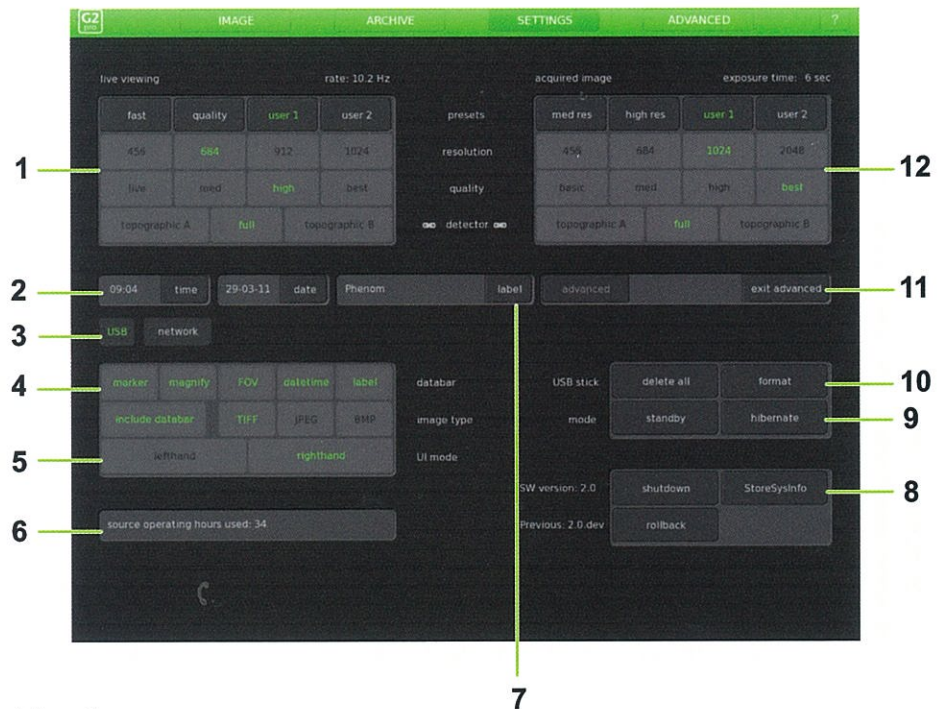 G2 pro IMAGE ARCHIVE SETTINGS ADVANCED ?
live viewing rate: 10.2 Hz acquired image exposure time: 6 sec
fast quality user 1 user 2 presets med res high res user 1 user 2
456 684 912 1024 resolution 456 684 1024 2048
live med high best quality basic med high best
topographic A full topographic B detector topographic A full topographic B
1
12
2 09:04 time 29-03-11 date Phenom label advanced exit advanced 11
3 USB network
4 marker magnify FOV datetime label databar USB stick delete all format 10
include databar TIFF JPEG BMP image type mode standby hibernate 9
5 lefthand righthand UI mode
SW version: 2.0 shutdown StoreSysInfo 8
6 source operating hours used: 34 Previous: 2.0.dev rollback
7